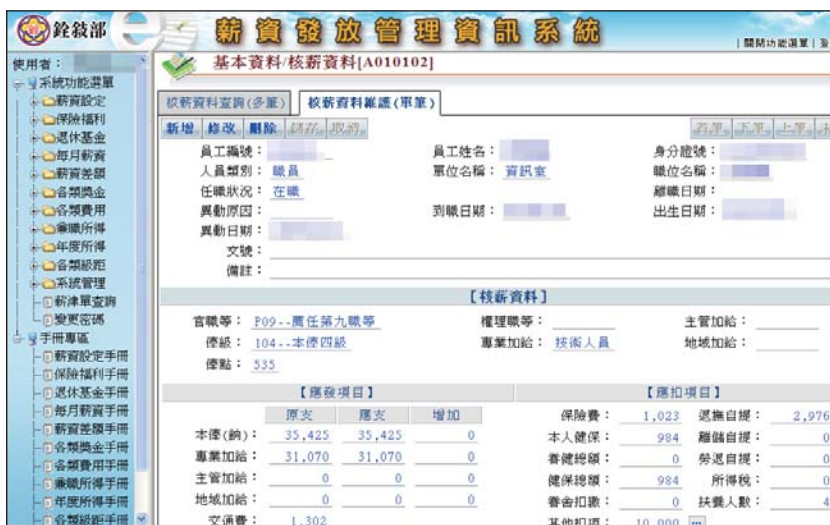 銓敍部
薪資發放管理資訊系統
關閉功能選單
使用者：
系統功能選單
薪資設定
保險福利
退休基金
每月薪資
薪資差額
各類獎金
各類費用
兼職所得
年度所得
各類級距
系統管理
薪津單查詢
變更密碼
手冊專區
薪資設定手冊
保險福利手冊
退休基金手冊
每月薪資手冊
薪資差額手冊
各類獎金手冊
各類費用手冊
兼職所得手冊
年度所得手冊
各類級距手冊
基本資料/核薪資料[A010102]
核薪資料查詢(多筆) 核薪資料維護(單筆)
新增 修改 刪除 儲存 取消 首筆 下筆 上筆
員工編號： 員工姓名： 身分證號：
人員類別： 職員 單位名稱： 資訊室 職位名稱：
任職狀況： 在職 離職日期：
異動原因： 到職日期： 出生日期：
異動日期：
文號：
備註：
【核薪資料】
官職等： P09--薦任第九職等 權理職等： 主管加給：
俸級： 104--本俸四級 專業加給： 技術人員 地域加給：
俸點： 535
【應發項目】 【應扣項目】
原支 應支 增加
保險費： 1,023 退撫自提： 2,976
本俸(餉)： 35,425 35,425 0
本人健保： 984 離儲自提： 0
專業加給： 31,070 31,070 0
眷健總額： 0 勞退自提： 0
主管加給： 0 0 0
健保總額： 984 所得稅： 0
地域加給： 0 0 0
眷舍扣繳： 0 扶養人數： 4
交通費： 1,302
其他扣項： 10,000 ...